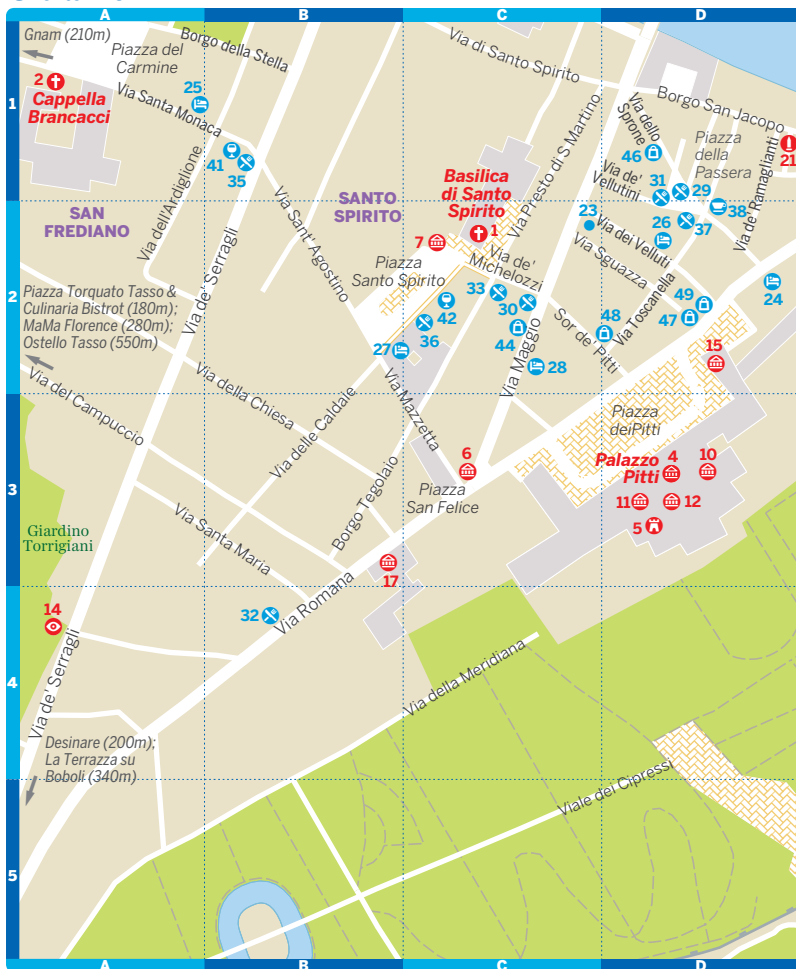 A
B
C
D
Gnam (210m)
Piazza del
Carmine
Borgo della Stella
Via di Santo Spirito
2
Cappella
Brancacci
25
Via Santa Monaca
1
Borgo San Jacopo
Via dello
Sprone
Piazza
della
Passera
21
46
41
35
Via dell'Ardiglione
SAN
FREDIANO
SANTO
SPIRITO
Basilica
di Santo
Spirito
1
7
Via Presto di S Martino
Via de'
Vellutini
31
29
38
37
Via de' Ramaglianti
23
26
Via dei Velluti
Via Sguazza
Via Toscanella
Via Sant' Agostino
Via de' Serragli
Piazza
Santo Spirito
Via de'
Michelozzi
33
30
42
36
44
27
28
Via Maggio
Sor de' Pitti
48
49
47
24
15
2
Piazza Torquato Tasso &
Culinaria Bistrot (180m);
MaMa Florence (280m);
Ostello Tasso (550m)
Via del Campuccio
Via della Chiesa
Via delle Caldaie
Via Mazzetta
Borgo Tegolaio
6
Piazza
San Felice
Piazza
deiPitti
Palazzo
Pitti
4
10
11
12
5
3
Giardino
Torrigiani
Via Santa Maria
17
14
32
Via Romana
Via de' Serragli
4
Via della Meridiana
Desinare (200m);
La Terrazza su
Boboli (340m)
Viale dei Cipressi
5
A
B
C
D